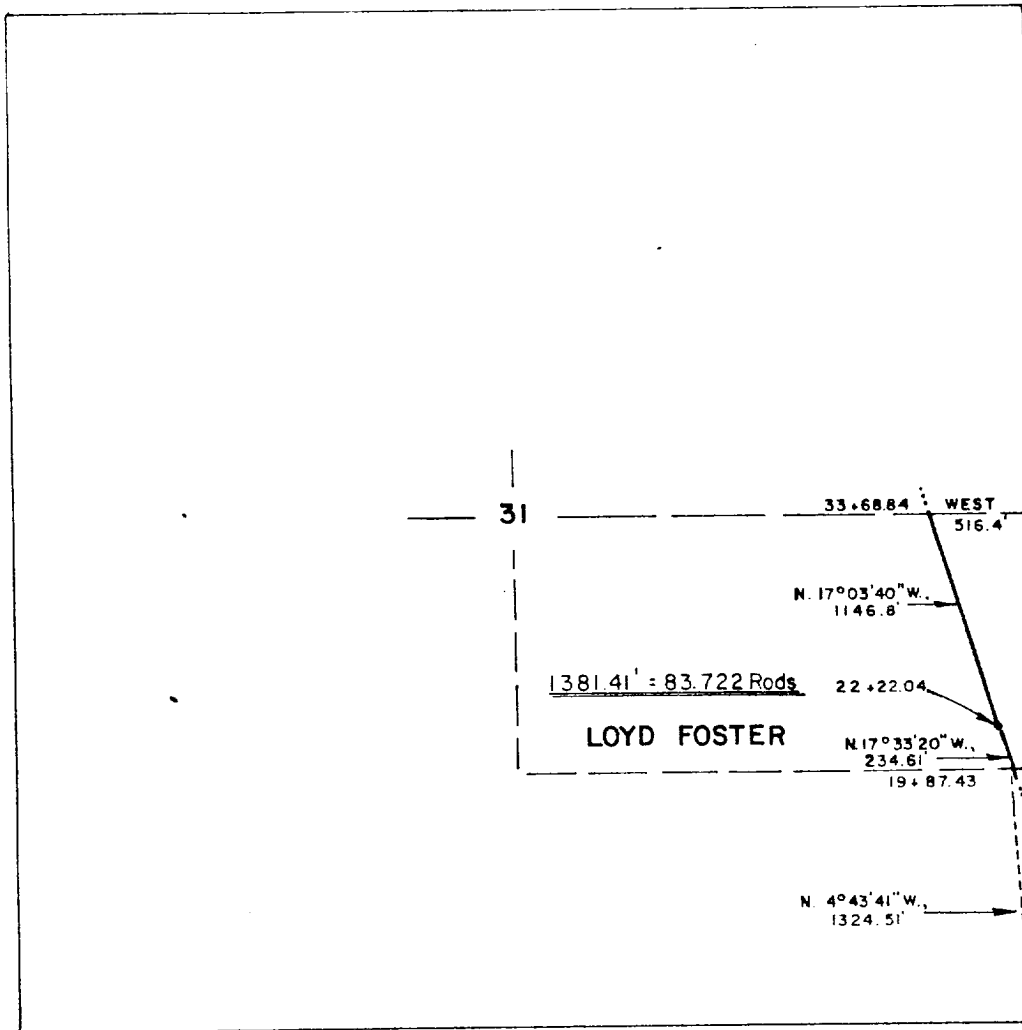 33+68.84 WEST
516.4'
31
N. 17°03'40"W.,
1146.8'
1381.41' = 83.722 Rods
22+22.04
LOYD FOSTER
N.17°33'20"W.,
234.61'
19+87.43
N. 4°43'41"W.,
1324.51'